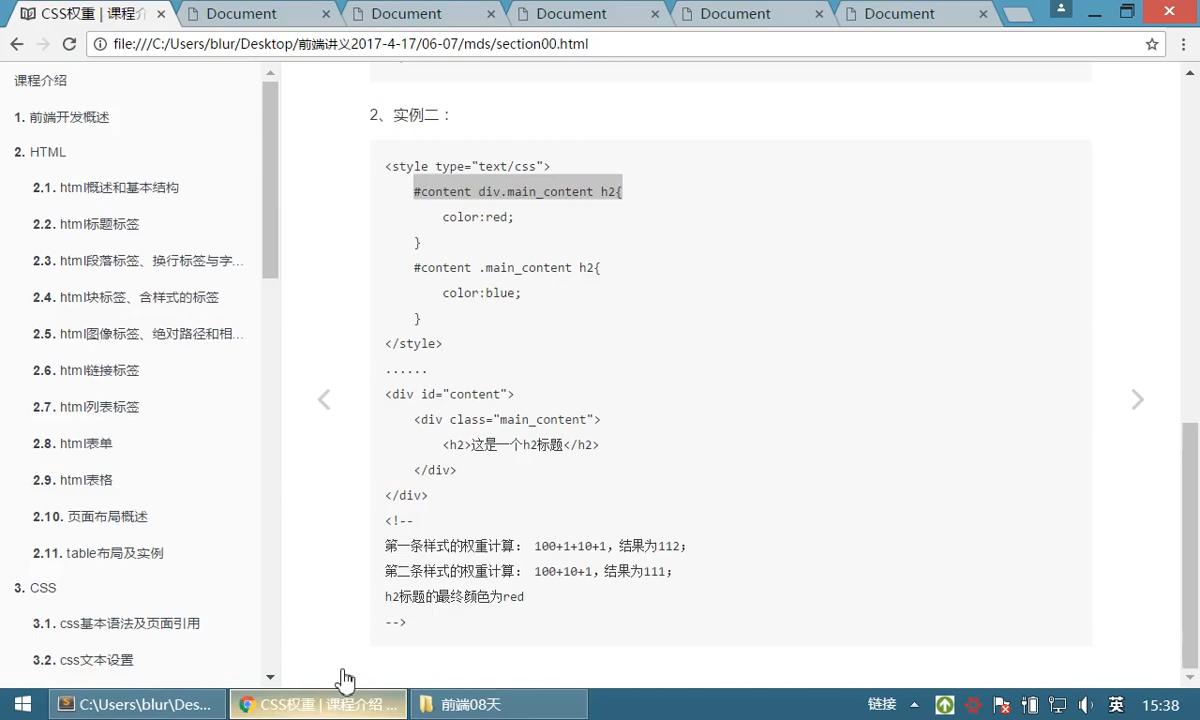 CSS权重 | 课程介
Document
Document
Document
Document
Document
file:///C:/Users/blur/Desktop/前端讲义2017-4-17/06-07/mds/section00.html
课程介绍
1. 前端开发概述
2. HTML
2.1. html概述和基本结构
2.2. html标题标签
2.3. html段落标签、换行标签与字...
2.4. html块标签、含样式的标签
2.5. html图像标签、绝对路径和相...
2.6. html链接标签
2.7. html列表标签
2.8. html表单
2.9. html表格
2.10. 页面布局概述
2.11. table布局及实例
3. CSS
3.1. css基本语法及页面引用
3.2. css文本设置
2、实例二：
<style type="text/css">
#content div.main_content h2{
color:red;
}
#content .main_content h2{
color:blue;
}
</style>
......
<div id="content">
<div class="main_content">
<h2>这是一个h2标题</h2>
</div>
</div>
<!--
第一条样式的权重计算： 100+1+10+1，结果为112；
第二条样式的权重计算： 100+10+1，结果为111；
h2标题的最终颜色为red
-->
C:\Users\blur\Des...
CSS权重 | 课程介绍 ...
前端08天
链接
英
15:38